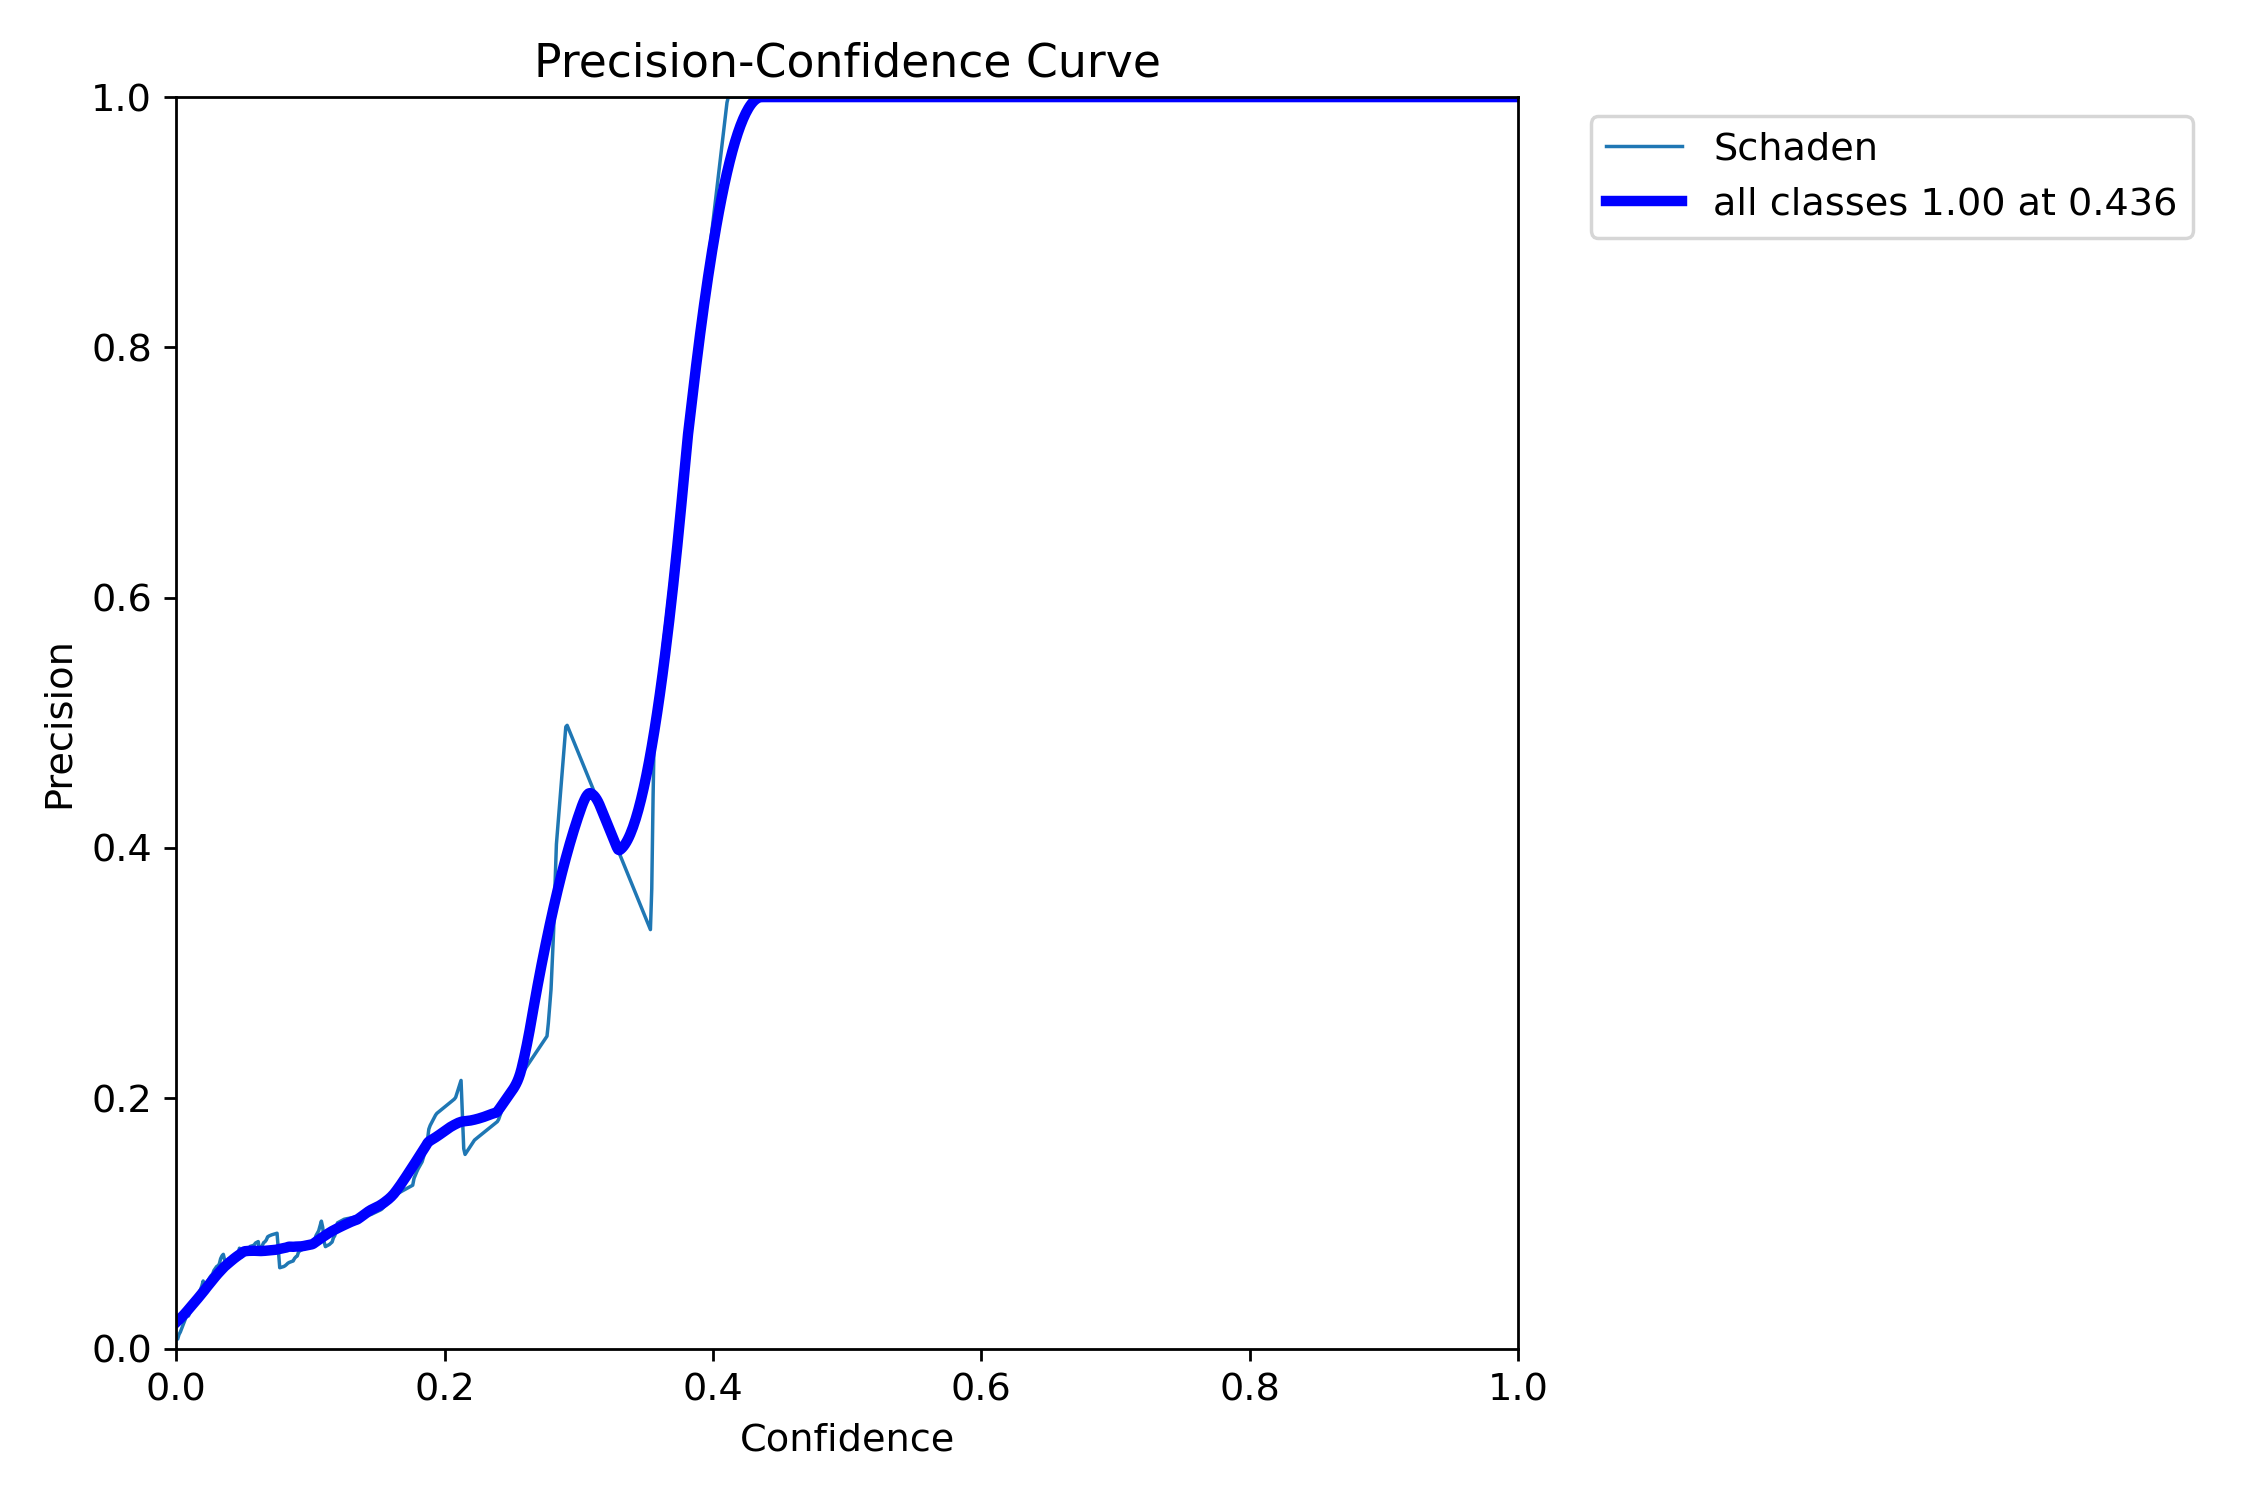 Precision-Confidence Curve
Schaden
all classes 1.00 at 0.436
Precision
1.0
0.8
0.6
0.4
0.2
0.0
0.0 0.2 0.4 0.6 0.8 1.0
Confidence